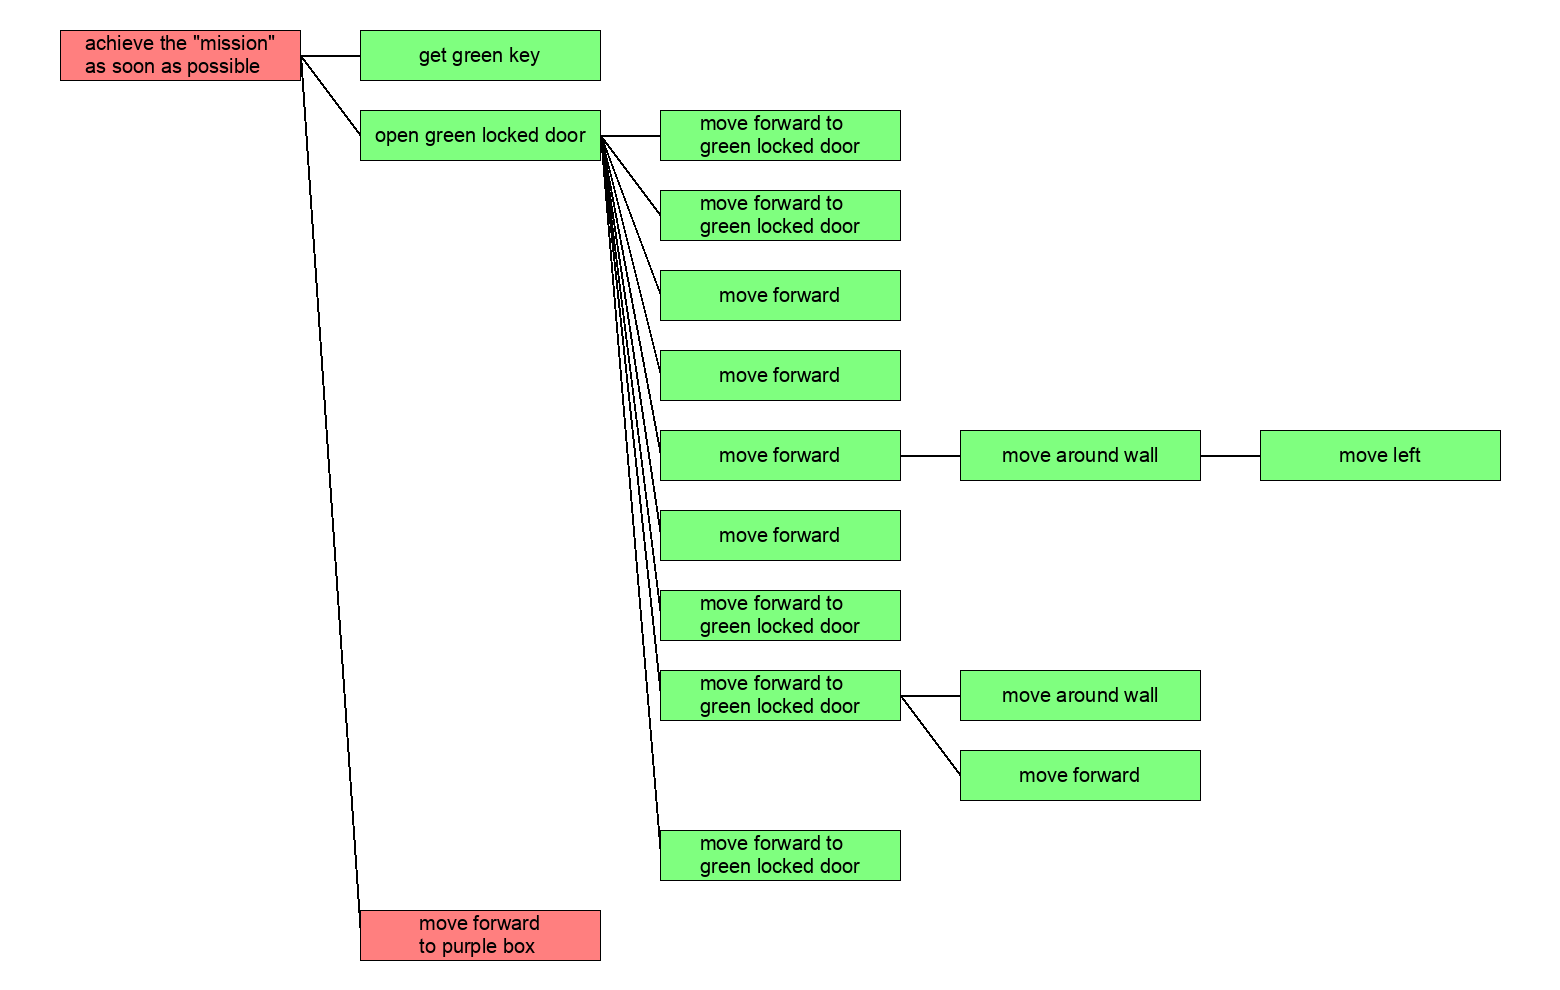 achieve the "mission"
as soon as possible
get green key
open green locked door
move forward to
green locked door
move forward to
green locked door
move forward
move forward
move forward
move around wall
move left
move forward
move forward to
green locked door
move forward to
green locked door
move around wall
move forward
move forward to
green locked door
move forward
to purple box